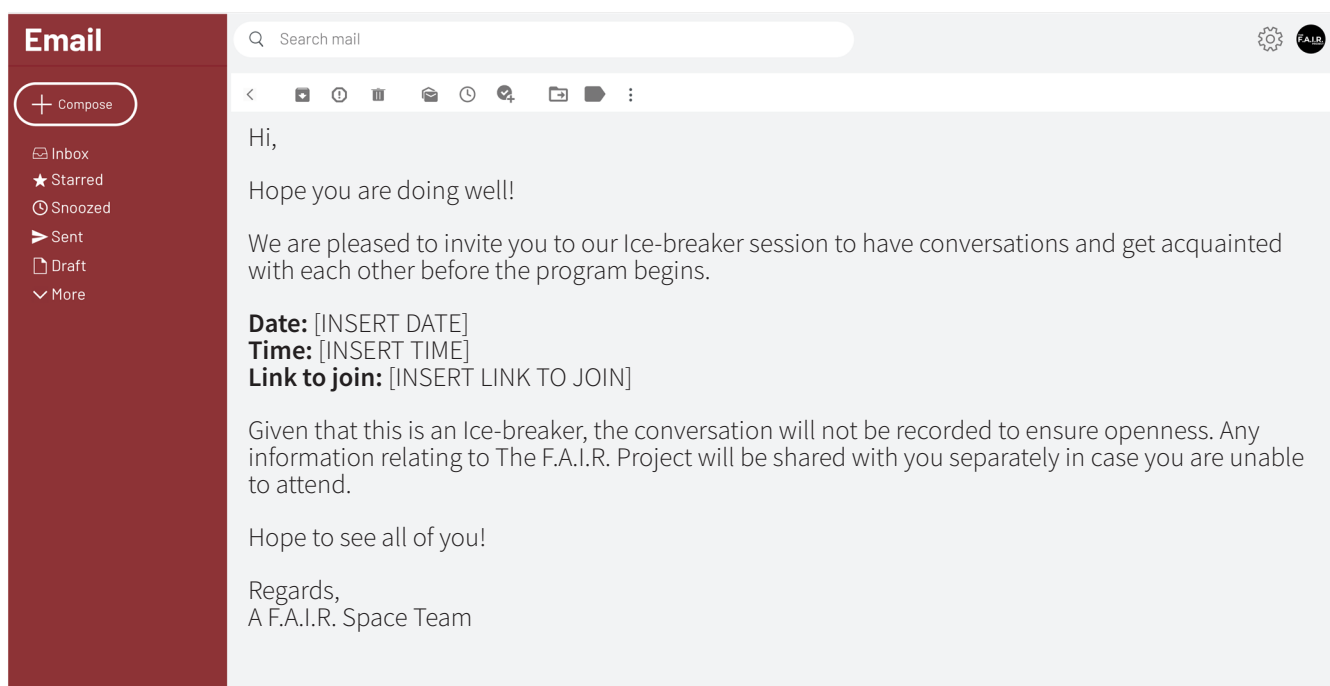 Email
Search mail
F.A.I.R.
Compose
Inbox
Starred
Snoozed
Sent
Draft
More
Hi,
Hope you are doing well!
We are pleased to invite you to our Ice-breaker session to have conversations and get acquainted
with each other before the program begins.
Date: [INSERT DATE]
Time: [INSERT TIME]
Link to join: [INSERT LINK TO JOIN]
Given that this is an Ice-breaker, the conversation will not be recorded to ensure openness. Any
information relating to The F.A.I.R. Project will be shared with you separately in case you are unable
to attend.
Hope to see all of you!
Regards,
A F.A.I.R. Space Team